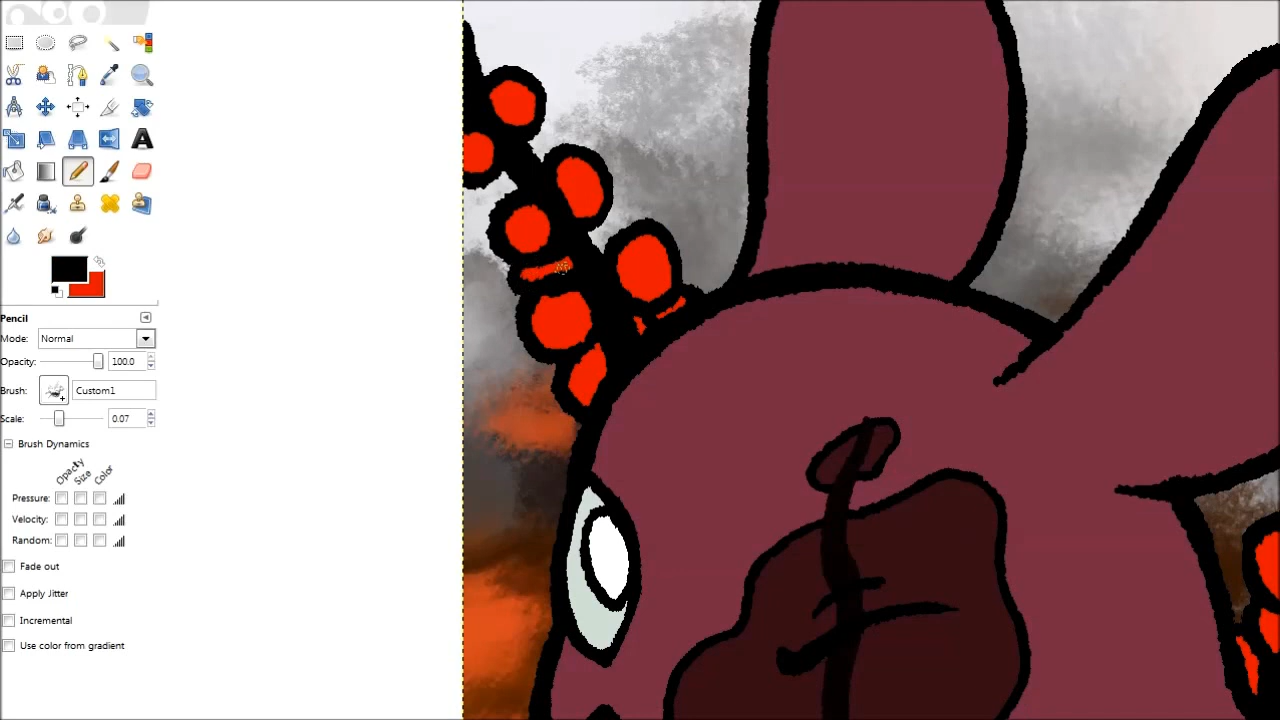 Pencil
Mode: Normal
Opacity: 100.0
Brush: Custom1
Scale: 0.07
Brush Dynamics
Opacity Size Color
Pressure:
Velocity:
Random:
Fade out
Apply Jitter
Incremental
Use color from gradient